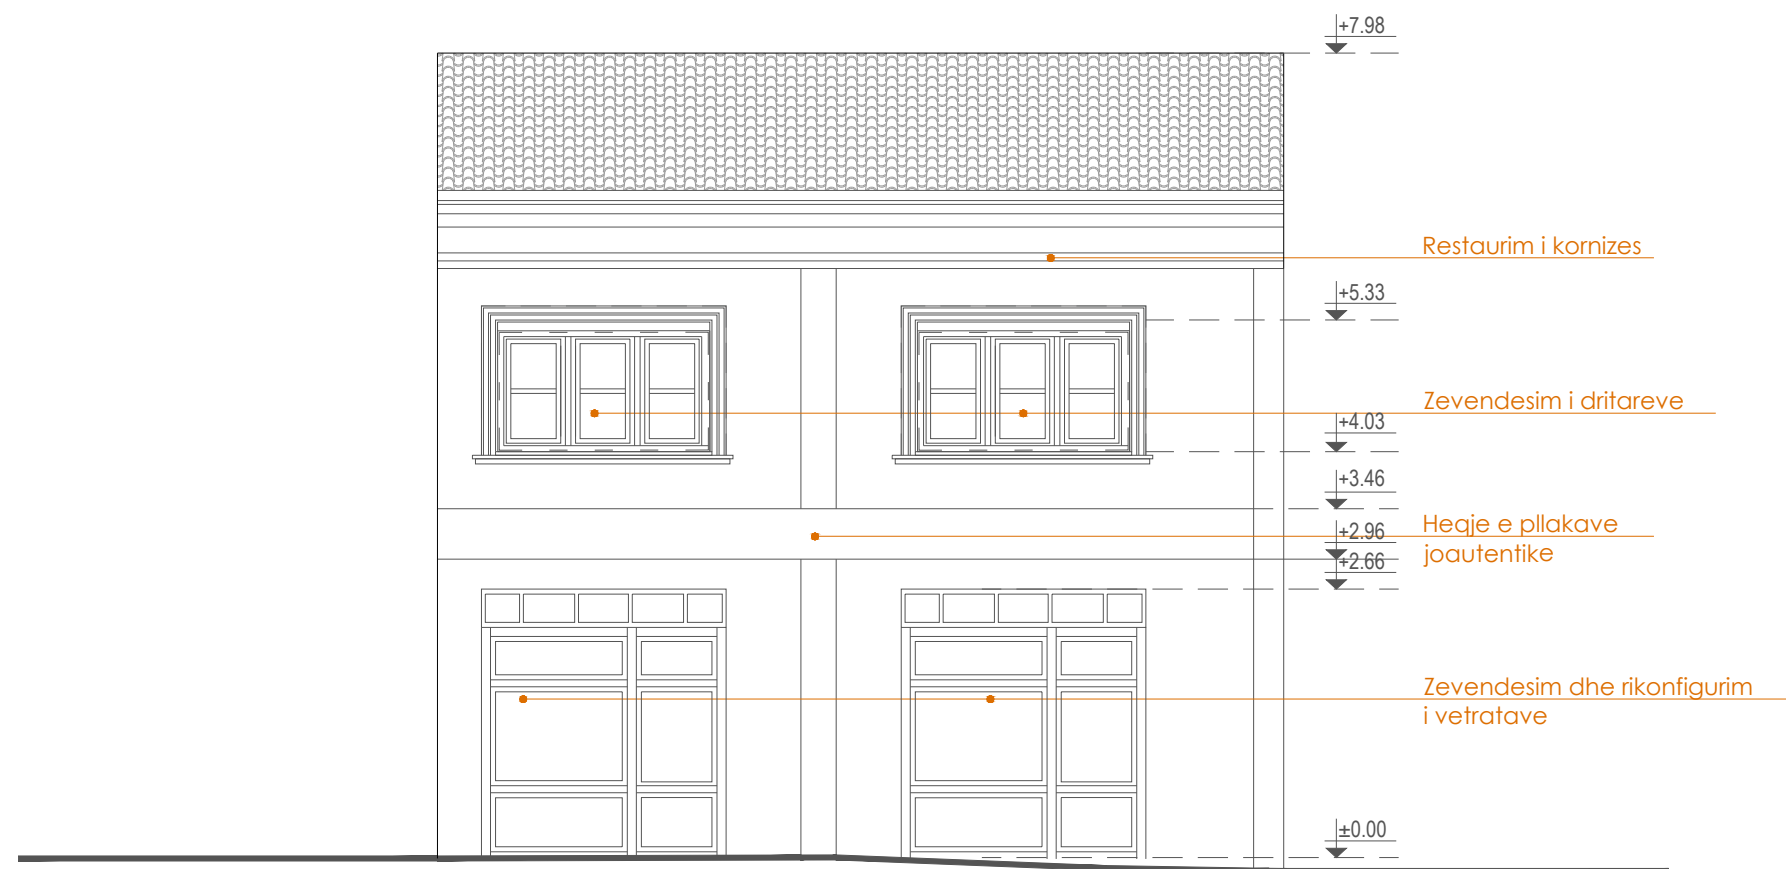 +7.98
Restaurim i kornizes
+5.33
Zevendesim i dritareve
+4.03
+3.46
Heqje e pllakave
joautentike
+2.96
+2.66
Zevendesim dhe rikonfigurim
i vetratave
±0.00